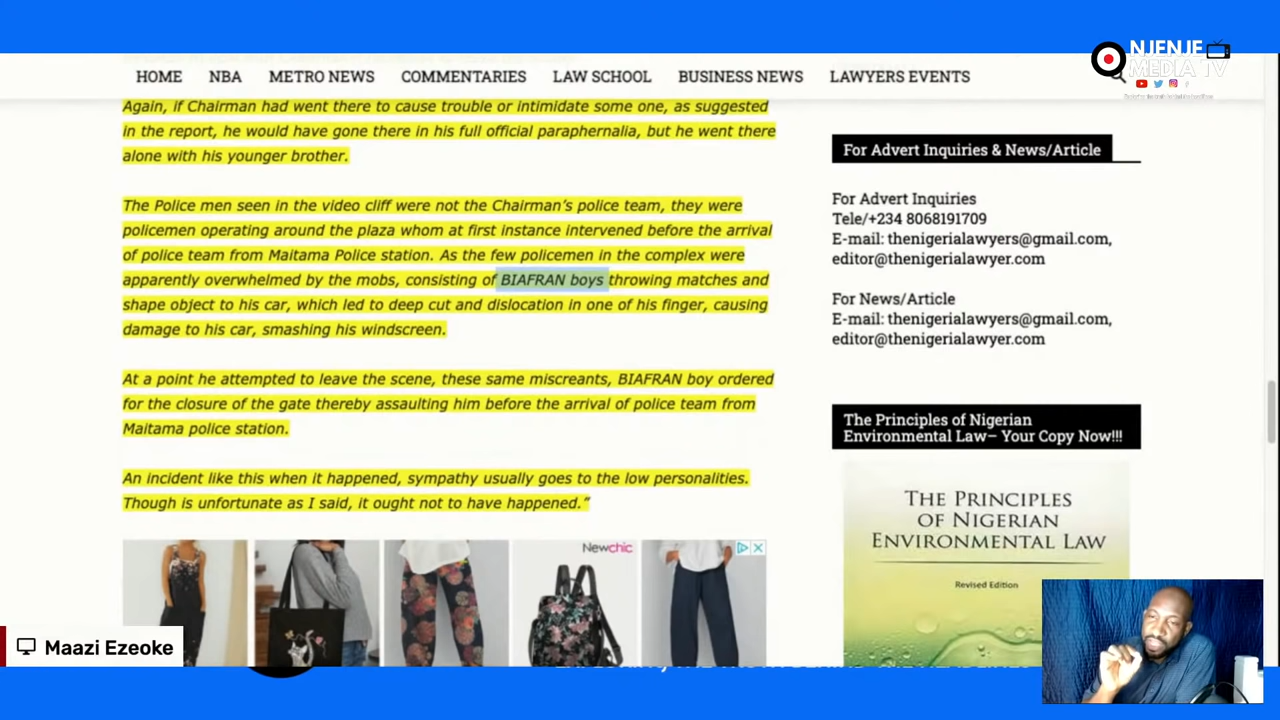 NJENJE
MEDIA TV
HOME NBA METRO NEWS COMMENTARIES LAW SCHOOL BUSINESS NEWS LAWYERS EVENTS
Again, if Chairman had went there to cause trouble or intimidate some one, as suggested
in the report, he would have gone there in his full official paraphernalia, but he went there
alone with his younger brother.
The Police men seen in the video cliff were not the Chairman’s police team, they were
policemen operating around the plaza whom at first instance intervened before the arrival
of police team from Maitama Police station. As the few policemen in the complex were
apparently overwhelmed by the mobs, consisting of BIAFRAN boys throwing matches and
shape object to his car, which led to deep cut and dislocation in one of his finger, causing
damage to his car, smashing his windscreen.
At a point he attempted to leave the scene, these same miscreants, BIAFRAN boy ordered
for the closure of the gate thereby assaulting him before the arrival of police team from
Maitama police station.
An incident like this when it happened, sympathy usually goes to the low personalities.
Though is unfortunate as I said, it ought not to have happened.”
Newchic
For Advert Inquiries & News/Article
For Advert Inquiries
Tele/+234 8068191709
E-mail: thenigerialawyers@gmail.com,
editor@thenigerialawyer.com
For News/Article
E-mail: thenigerialawyers@gmail.com,
editor@thenigerialawyer.com
The Principles of Nigerian
Environmental Law– Your Copy Now!!!
THE PRINCIPLES
OF NIGERIAN
ENVIRONMENTAL LAW
Revised Edition
Maazi Ezeoke